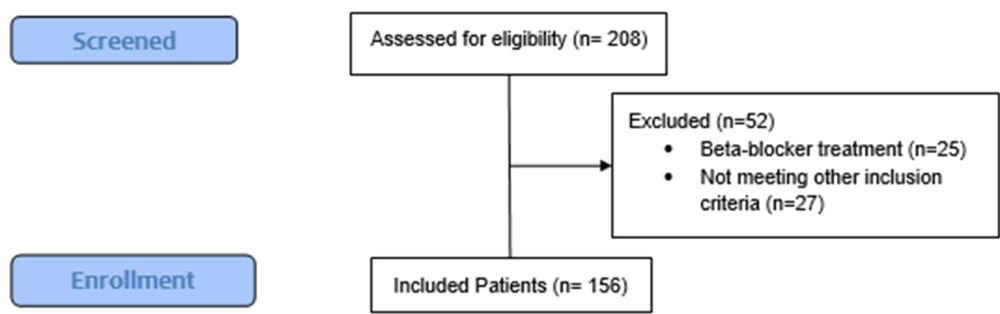 Screened
Assessed for eligibility (n= 208)
Excluded (n=52)
• Beta-blocker treatment (n=25)
• Not meeting other inclusion
criteria (n=27)
Enrollment
Included Patients (n= 156)